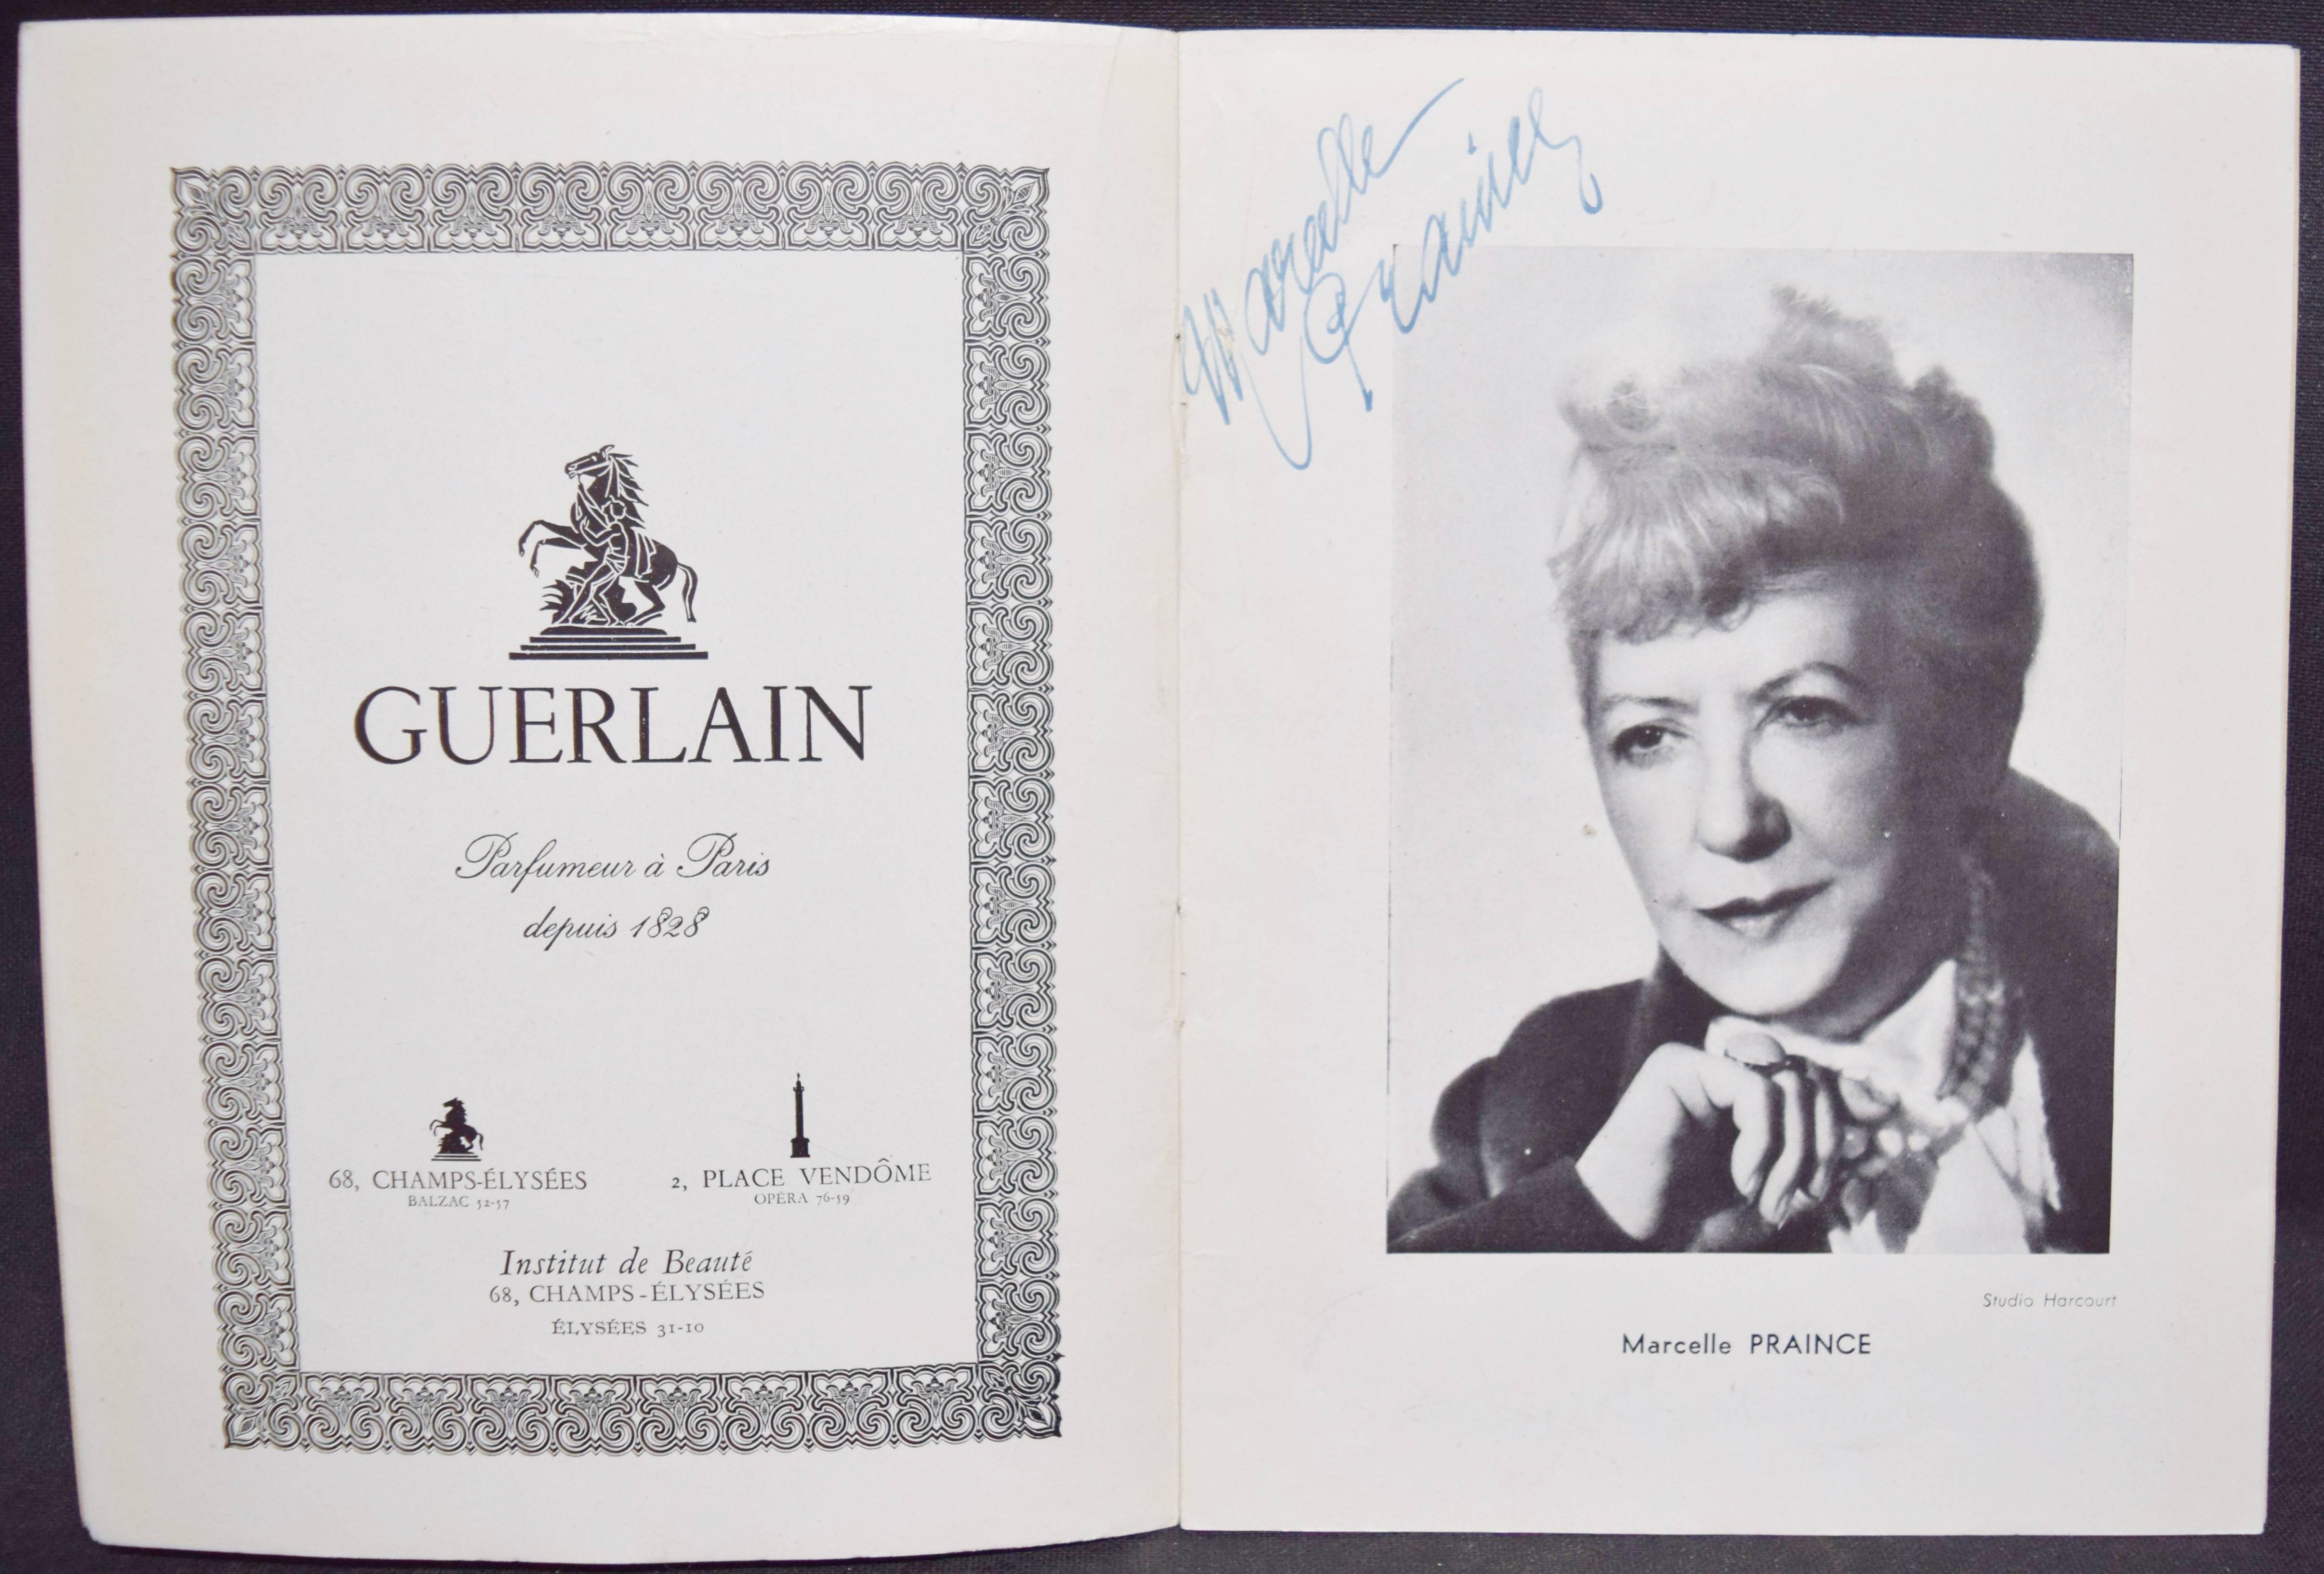 GUERLAIN
Parfumeur à Paris
depuis 1828
68, CHAMPS-ÉLYSÉES
BALZAC 52-57
2, PLACE VENDÔME
OPÉRA 76-59
Institut de Beauté
68, CHAMPS-ÉLYSÉES
ÉLYSÉES 31-10
Marcelle
Praince
Studio Harcourt
Marcelle PRAINCE